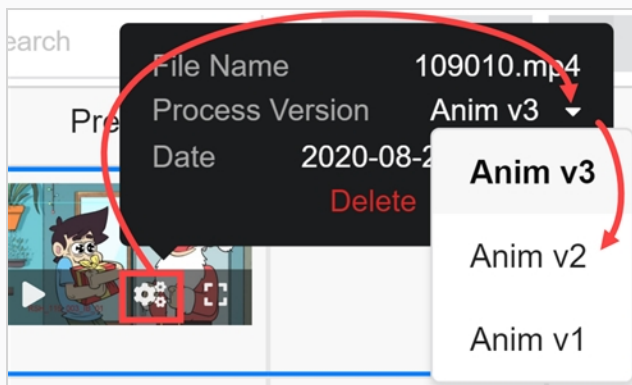 earch
File Name 109010.mp4
Process Version Anim v3
Pre
Date 2020-08-2
Delete
Anim v3
Anim v2
Anim v1